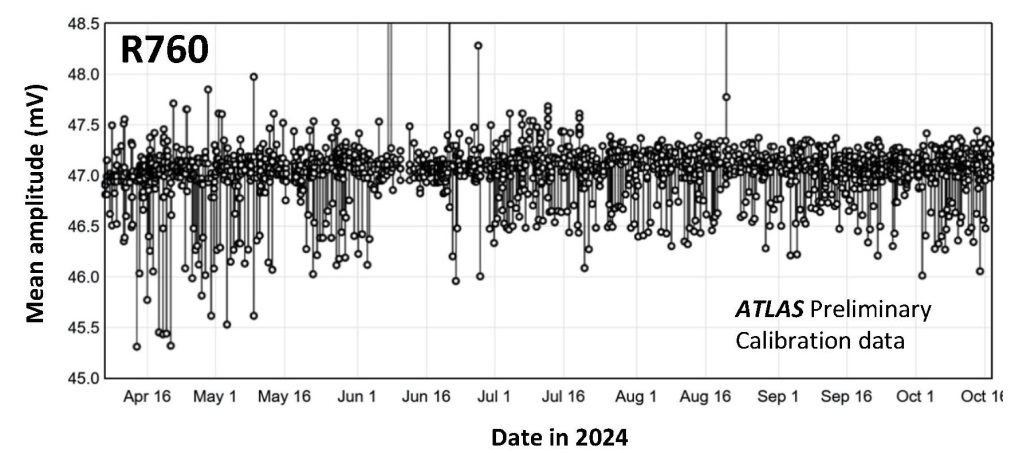 R760
Mean amplitude (mV)
48.5
48.0
47.5
47.0
46.5
46.0
45.5
45.0
ATLAS Preliminary
Calibration data
Apr 16 May 1 May 16 Jun 1 Jun 16 Jul 1 Jul 16 Aug 1 Aug 16 Sep 1 Sep 16 Oct 1 Oct 16
Date in 2024